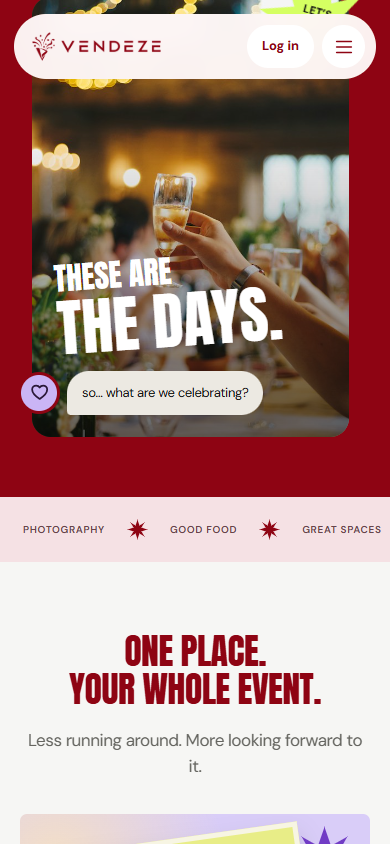 LET'S
VENDEZE
Log in
THESE ARE
THE DAYS.
so... what are we celebrating?
PHOTOGRAPHY
GOOD FOOD
GREAT SPACES
ONE PLACE.
YOUR WHOLE EVENT.
Less running around. More looking forward to
it.